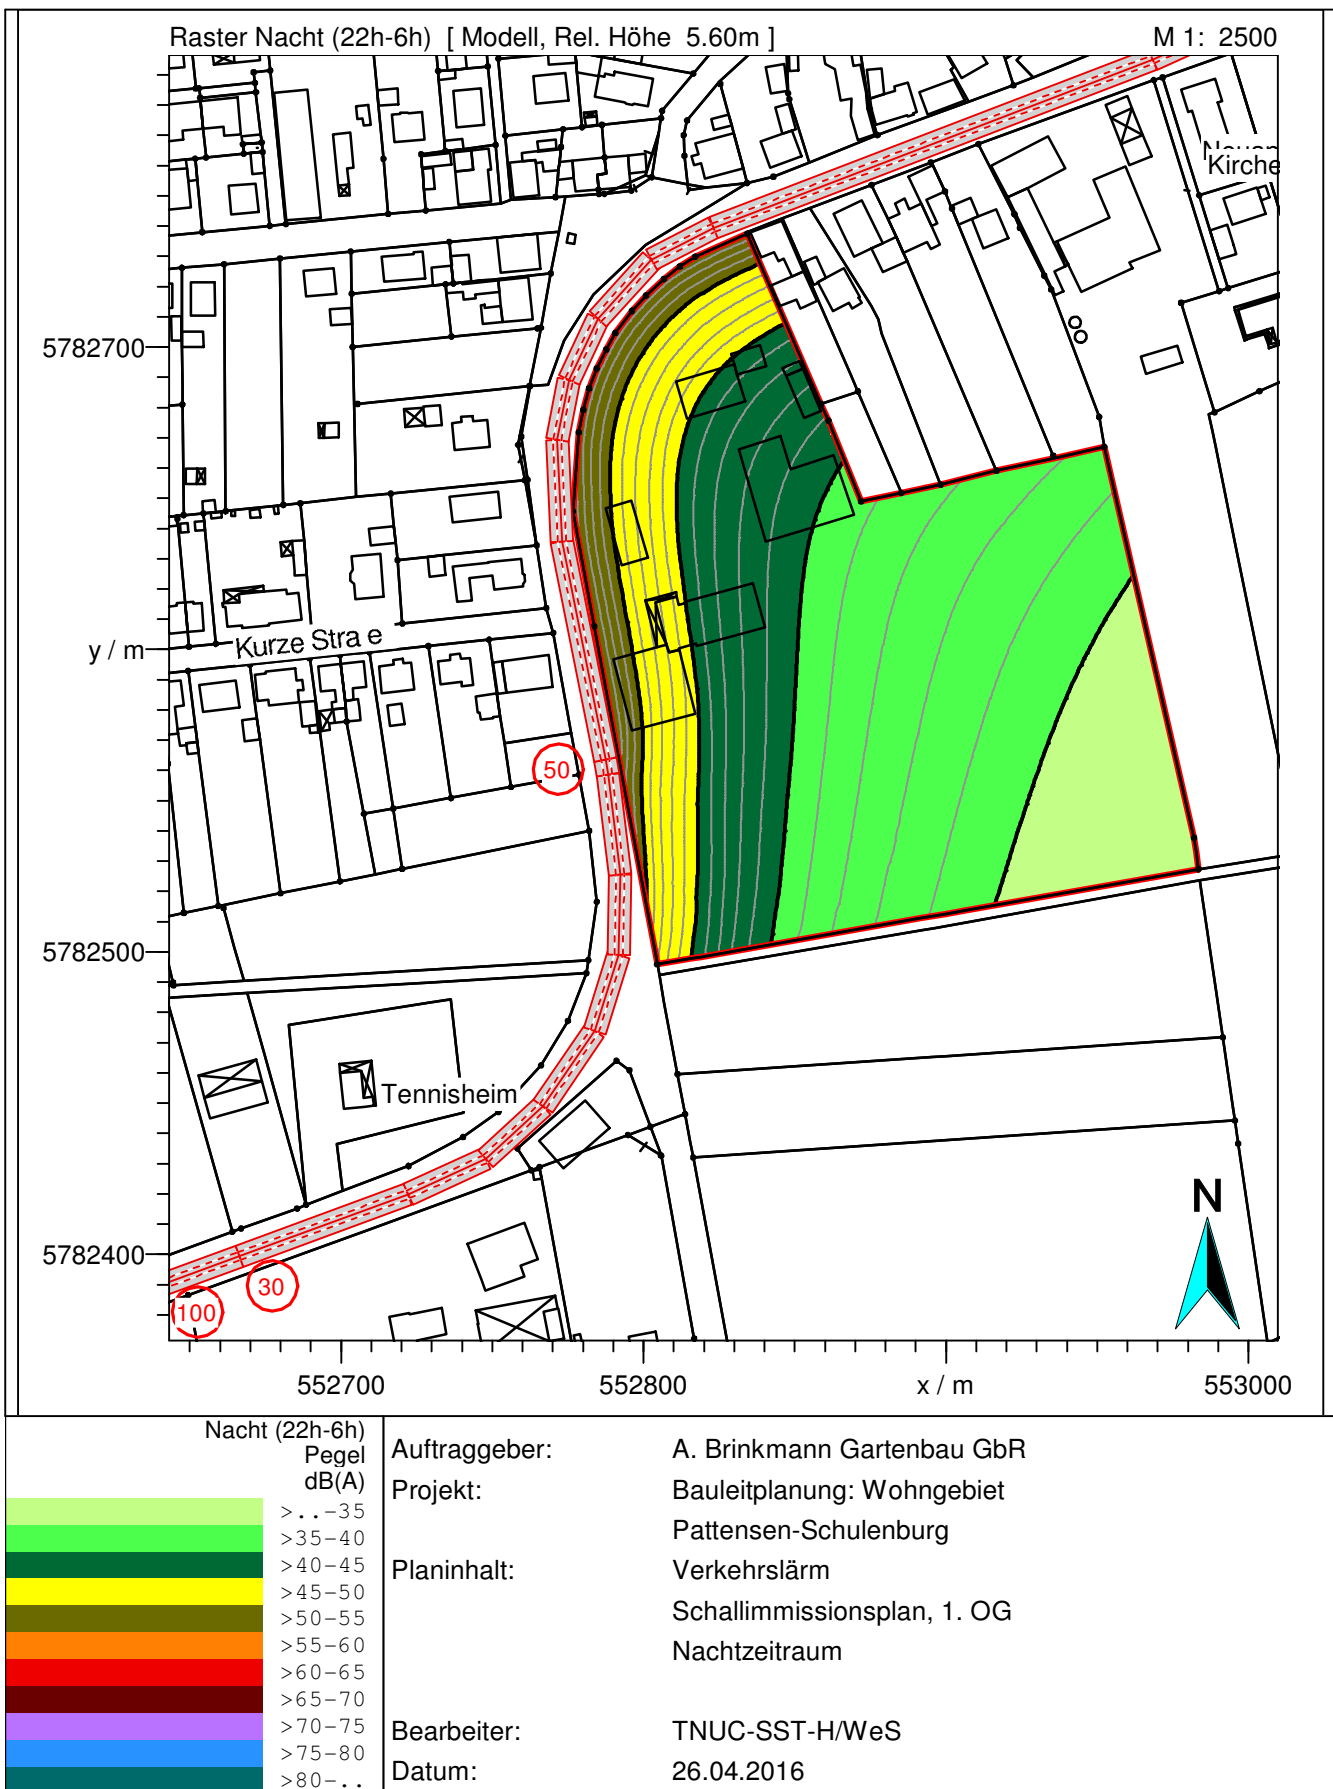 Raster Nacht (22h-6h) [ Modell, Rel. Höhe 5.60m ] M 1: 2500
Kirche
5782700
Kurze Stra e
y / m
50
5782500
Tennisheim
N
5782400
30
100
552700 552800 x / m 553000
Nacht (22h-6h)
Pegel
dB(A)
>..-35
>35-40
>40-45
>45-50
>50-55
>55-60
>60-65
>65-70
>70-75
>75-80
>80-..
Auftraggeber: A. Brinkmann Gartenbau GbR
Projekt: Bauleitplanung: Wohngebiet
Pattensen-Schulenburg
Planinhalt: Verkehrslärm
Schallimmissionsplan, 1. OG
Nachtzeitraum
Bearbeiter: TNUC-SST-H/WeS
Datum: 26.04.2016